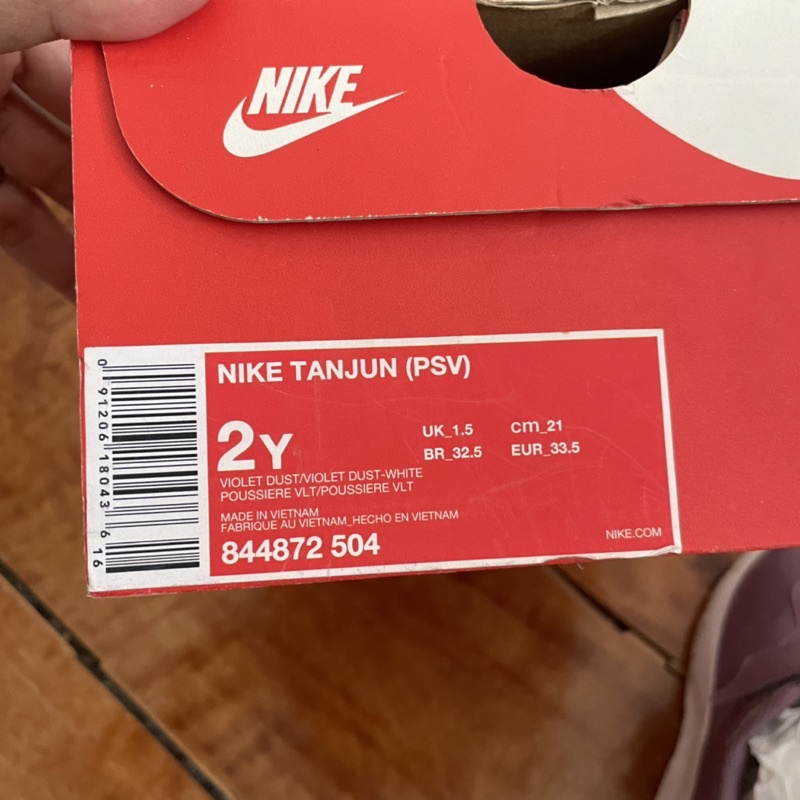 NIKE
NIKE TANJUN (PSV)
2Y
UK_1.5 cm_21
BR_32.5 EUR_33.5
VIOLET DUST/VIOLET DUST-WHITE
POUSSIERE VLT/POUSSIERE VLT
MADE IN VIETNAM
FABRIQUE AU VIETNAM_HECHO EN VIETNAM
844872 504
NIKE.COM
0 91206 18043 6 16